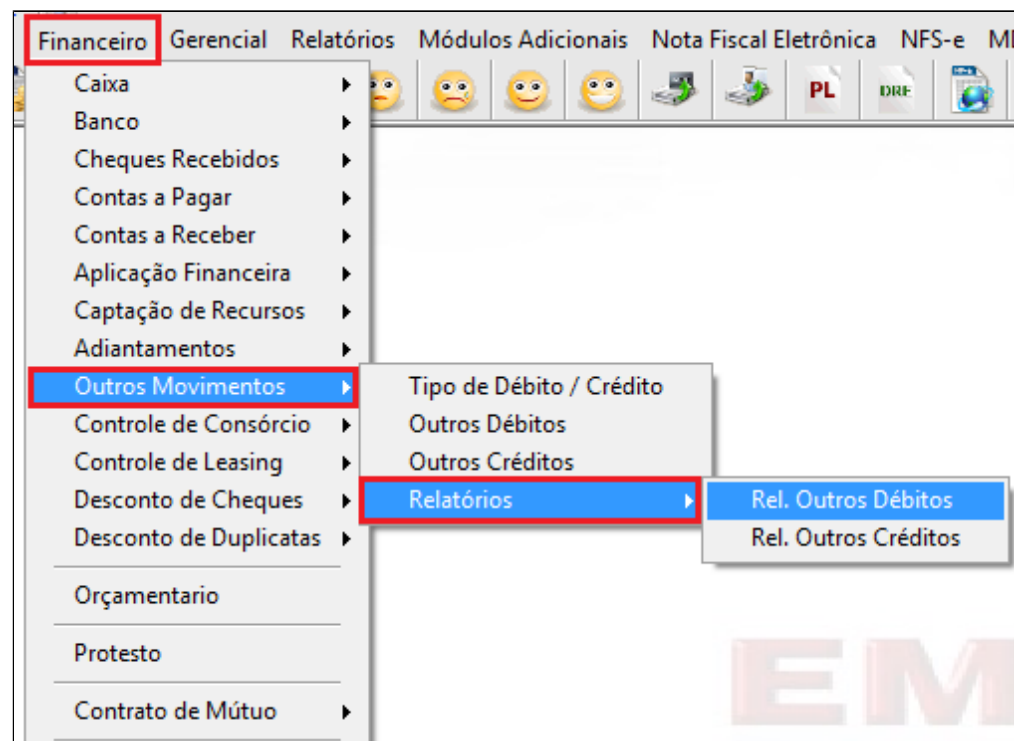 Financeiro Gerencial Relatórios Módulos Adicionais Nota Fiscal Eletrônica NFS-e
PL DRE
Caixa
Banco
Cheques Recebidos
Contas a Pagar
Contas a Receber
Aplicação Financeira
Captação de Recursos
Adiantamentos
Outros Movimentos
Controle de Consórcio
Controle de Leasing
Desconto de Cheques
Desconto de Duplicatas
Orçamentario
Protesto
Contrato de Mútuo
Tipo de Débito / Crédito
Outros Débitos
Outros Créditos
Relatórios
Rel. Outros Débitos
Rel. Outros Créditos
EM